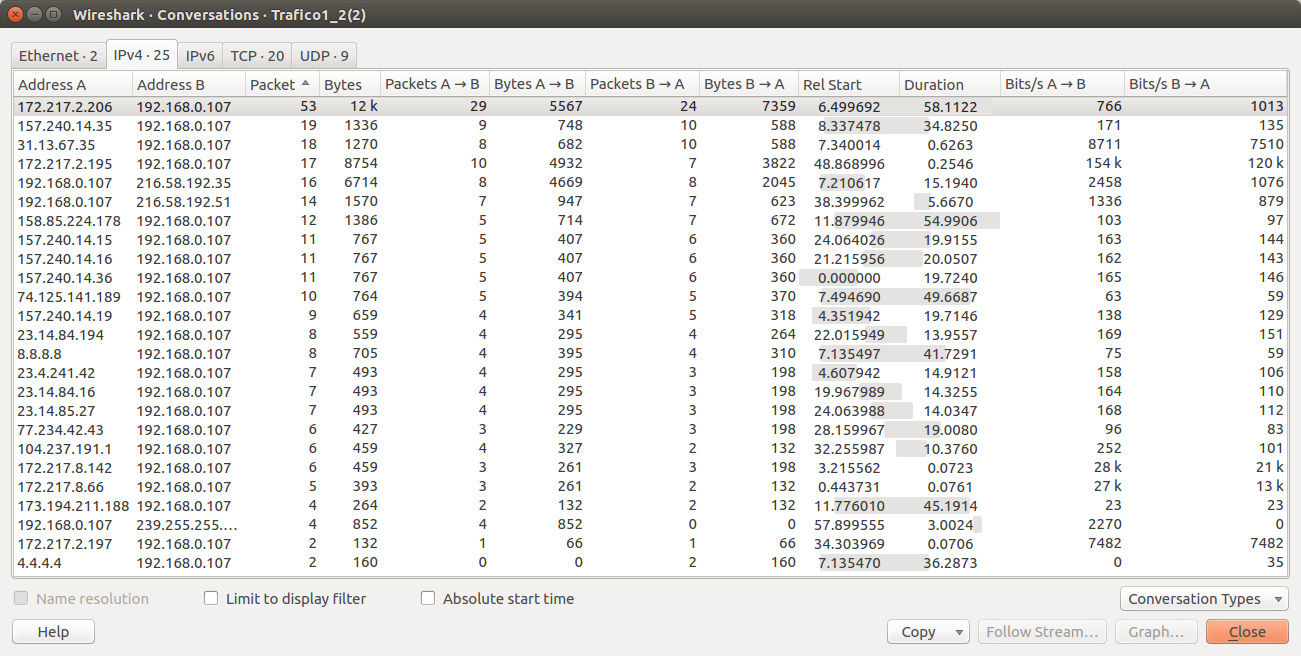 Wireshark · Conversations · Trafico1_2(2)
Ethernet · 2 IPv4 · 25 IPv6 TCP · 20 UDP · 9
Address A Address B Packet Bytes Packets A → B Bytes A → B Packets B → A Bytes B → A Rel Start Duration Bits/s A → B Bits/s B → A
172.217.2.206 192.168.0.107 53 12 k 29 5567 24 7359 6.499692 58.1122 766 1013
157.240.14.35 192.168.0.107 19 1336 9 748 10 588 8.337478 34.8250 171 135
31.13.67.35 192.168.0.107 18 1270 8 682 10 588 7.340014 0.6263 8711 7510
172.217.2.195 192.168.0.107 17 8754 10 4932 7 3822 48.868996 0.2546 154 k 120 k
192.168.0.107 216.58.192.35 16 6714 8 4669 8 2045 7.210617 15.1940 2458 1076
192.168.0.107 216.58.192.51 14 1570 7 947 7 623 38.399962 5.6670 1336 879
158.85.224.178 192.168.0.107 12 1386 5 714 7 672 11.879946 54.9906 103 97
157.240.14.15 192.168.0.107 11 767 5 407 6 360 24.064026 19.9155 163 144
157.240.14.16 192.168.0.107 11 767 5 407 6 360 21.215956 20.0507 162 143
157.240.14.36 192.168.0.107 11 767 5 407 6 360 0.000000 19.7240 165 146
74.125.141.189 192.168.0.107 10 764 5 394 5 370 7.494690 49.6687 63 59
157.240.14.19 192.168.0.107 9 659 4 341 5 318 4.351942 19.7146 138 129
23.14.84.194 192.168.0.107 8 559 4 295 4 264 22.015949 13.9557 169 151
8.8.8.8 192.168.0.107 8 705 4 395 4 310 7.135497 41.7291 75 59
23.4.241.42 192.168.0.107 7 493 4 295 3 198 4.607942 14.9121 158 106
23.14.84.16 192.168.0.107 7 493 4 295 3 198 19.967989 14.3255 164 110
23.14.85.27 192.168.0.107 7 493 4 295 3 198 24.063988 14.0347 168 112
77.234.42.43 192.168.0.107 6 427 3 229 3 198 28.159967 19.0080 96 83
104.237.191.1 192.168.0.107 6 459 4 327 2 132 32.255987 10.3760 252 101
172.217.8.142 192.168.0.107 6 459 3 261 3 198 3.215562 0.0723 28 k 21 k
172.217.8.66 192.168.0.107 5 393 3 261 2 132 0.443731 0.0761 27 k 13 k
173.194.211.188 192.168.0.107 4 264 2 132 2 132 11.776010 45.1914 23 23
192.168.0.107 239.255.255.... 4 852 4 852 0 0 57.899555 3.0024 2270 0
172.217.2.197 192.168.0.107 2 132 1 66 1 66 34.303969 0.0706 7482 7482
4.4.4.4 192.168.0.107 2 160 0 0 2 160 7.135470 36.2873 0 35
Name resolution Limit to display filter Absolute start time Conversation Types
Help Copy Follow Stream... Graph... Close